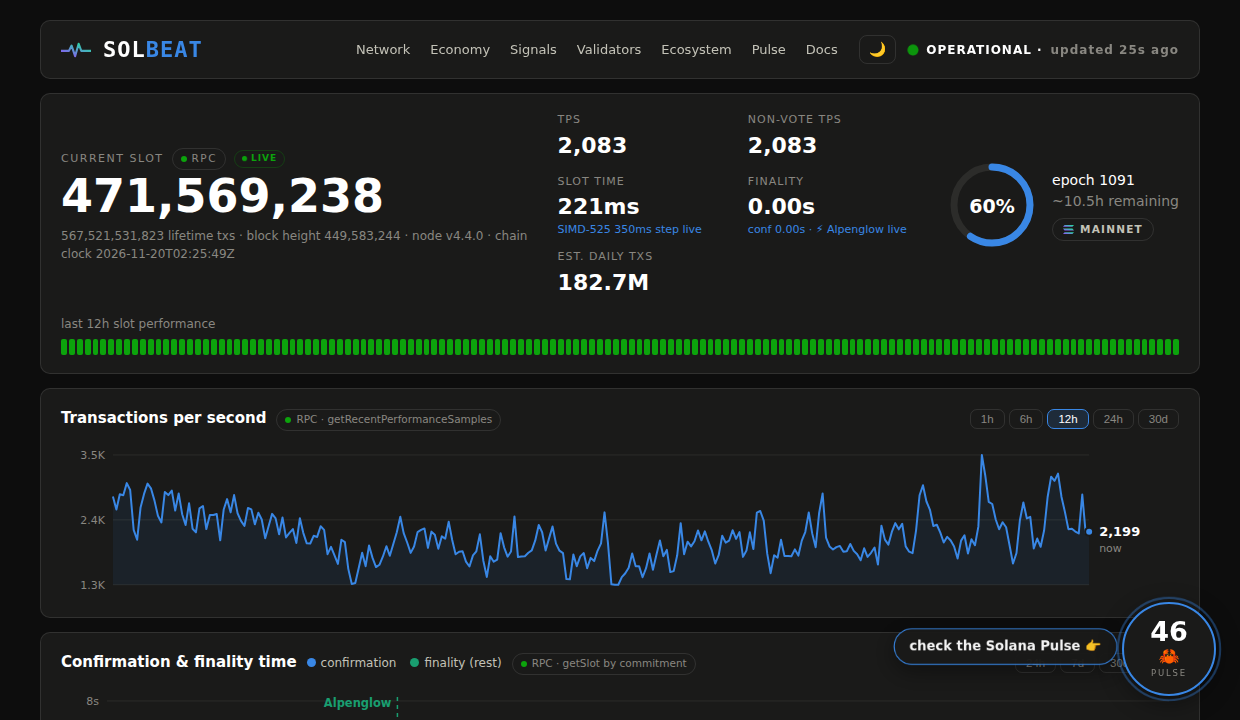 SOLBEAT
Network Economy Signals Validators Ecosystem Pulse Docs
OPERATIONAL · updated 25s ago
CURRENT SLOT RPC LIVE
471,569,238
567,521,531,823 lifetime txs · block height 449,583,244 · node v4.4.0 · chain
clock 2026-11-20T02:25:49Z
TPS
2,083
NON-VOTE TPS
2,083
SLOT TIME
221ms
SIMD-525 350ms step live
FINALITY
0.00s
conf 0.00s · ⚡ Alpenglow live
EST. DAILY TXS
182.7M
60%
epoch 1091
~10.5h remaining
MAINNET
last 12h slot performance
Transactions per second RPC · getRecentPerformanceSamples
1h 6h 12h 24h 30d
3.5K
2.4K
1.3K
2,199
now
Confirmation & finality time confirmation finality (rest) RPC · getSlot by commitment
check the Solana Pulse 👉
46
🦀
PULSE
8s
Alpenglow